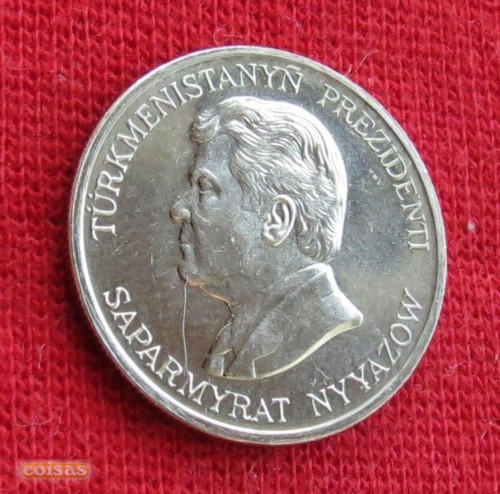 TÜRKMENISTANYŇ PREZIDENTI
SAPARMYRAT NYÝAZOW
coisas